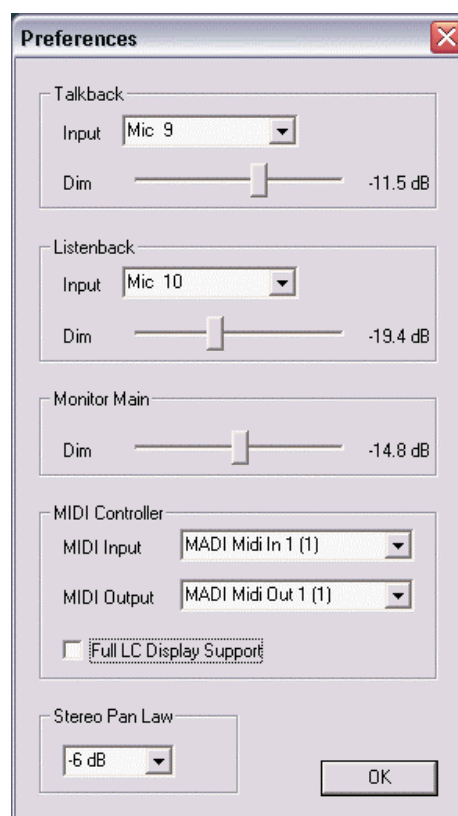 Preferences
Talkback
Input Mic 9
Dim -11.5 dB
Listenback
Input Mic 10
Dim -19.4 dB
Monitor Main
Dim -14.8 dB
MIDI Controller
MIDI Input MADI Midi In 1 (1)
MIDI Output MADI Midi Out 1 (1)
Full LC Display Support
Stereo Pan Law
-6 dB
OK